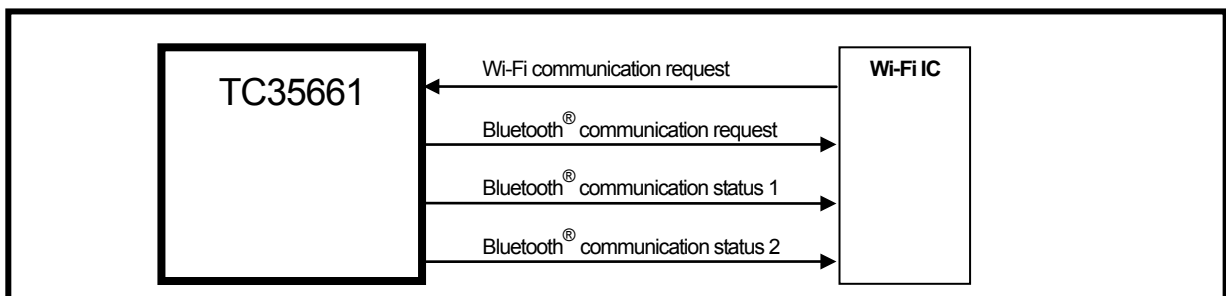 TC35661
Wi-Fi communication request
Wi-Fi IC
Bluetooth® communication request
Bluetooth® communication status 1
Bluetooth® communication status 2